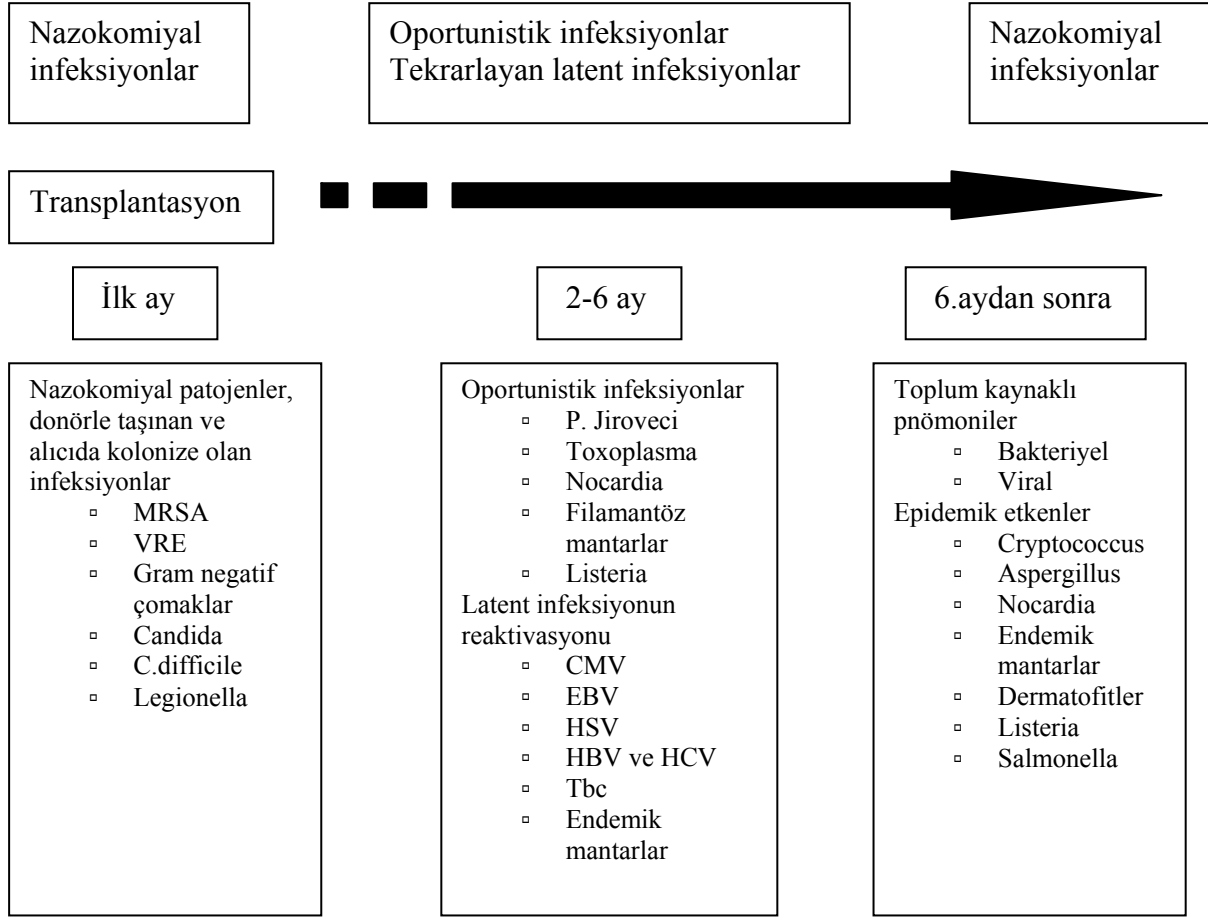 Nazokomiyal
infeksiyonlar
Oportunistik infeksiyonlar
Tekrarlayan latent infeksiyonlar
Nazokomiyal
infeksiyonlar
Transplantasyon
İlk ay
2-6 ay
6.aydan sonra
Nazokomiyal patojenler,
donörle taşınan ve
alıcıda kolonize olan
infeksiyonlar
▫ MRSA
▫ VRE
▫ Gram negatif
çomaklar
▫ Candida
▫ C.difficile
▫ Legionella
Oportunistik infeksiyonlar
▫ P. Jiroveci
▫ Toxoplasma
▫ Nocardia
▫ Filamantöz
mantarlar
▫ Listeria
Latent infeksiyonun
reaktivasyonu
▫ CMV
▫ EBV
▫ HSV
▫ HBV ve HCV
▫ Tbc
▫ Endemik
mantarlar
Toplum kaynaklı
pnömoniler
▫ Bakteriyel
▫ Viral
Epidemik etkenler
▫ Cryptococcus
▫ Aspergillus
▫ Nocardia
▫ Endemik
mantarlar
▫ Dermatofitler
▫ Listeria
▫ Salmonella